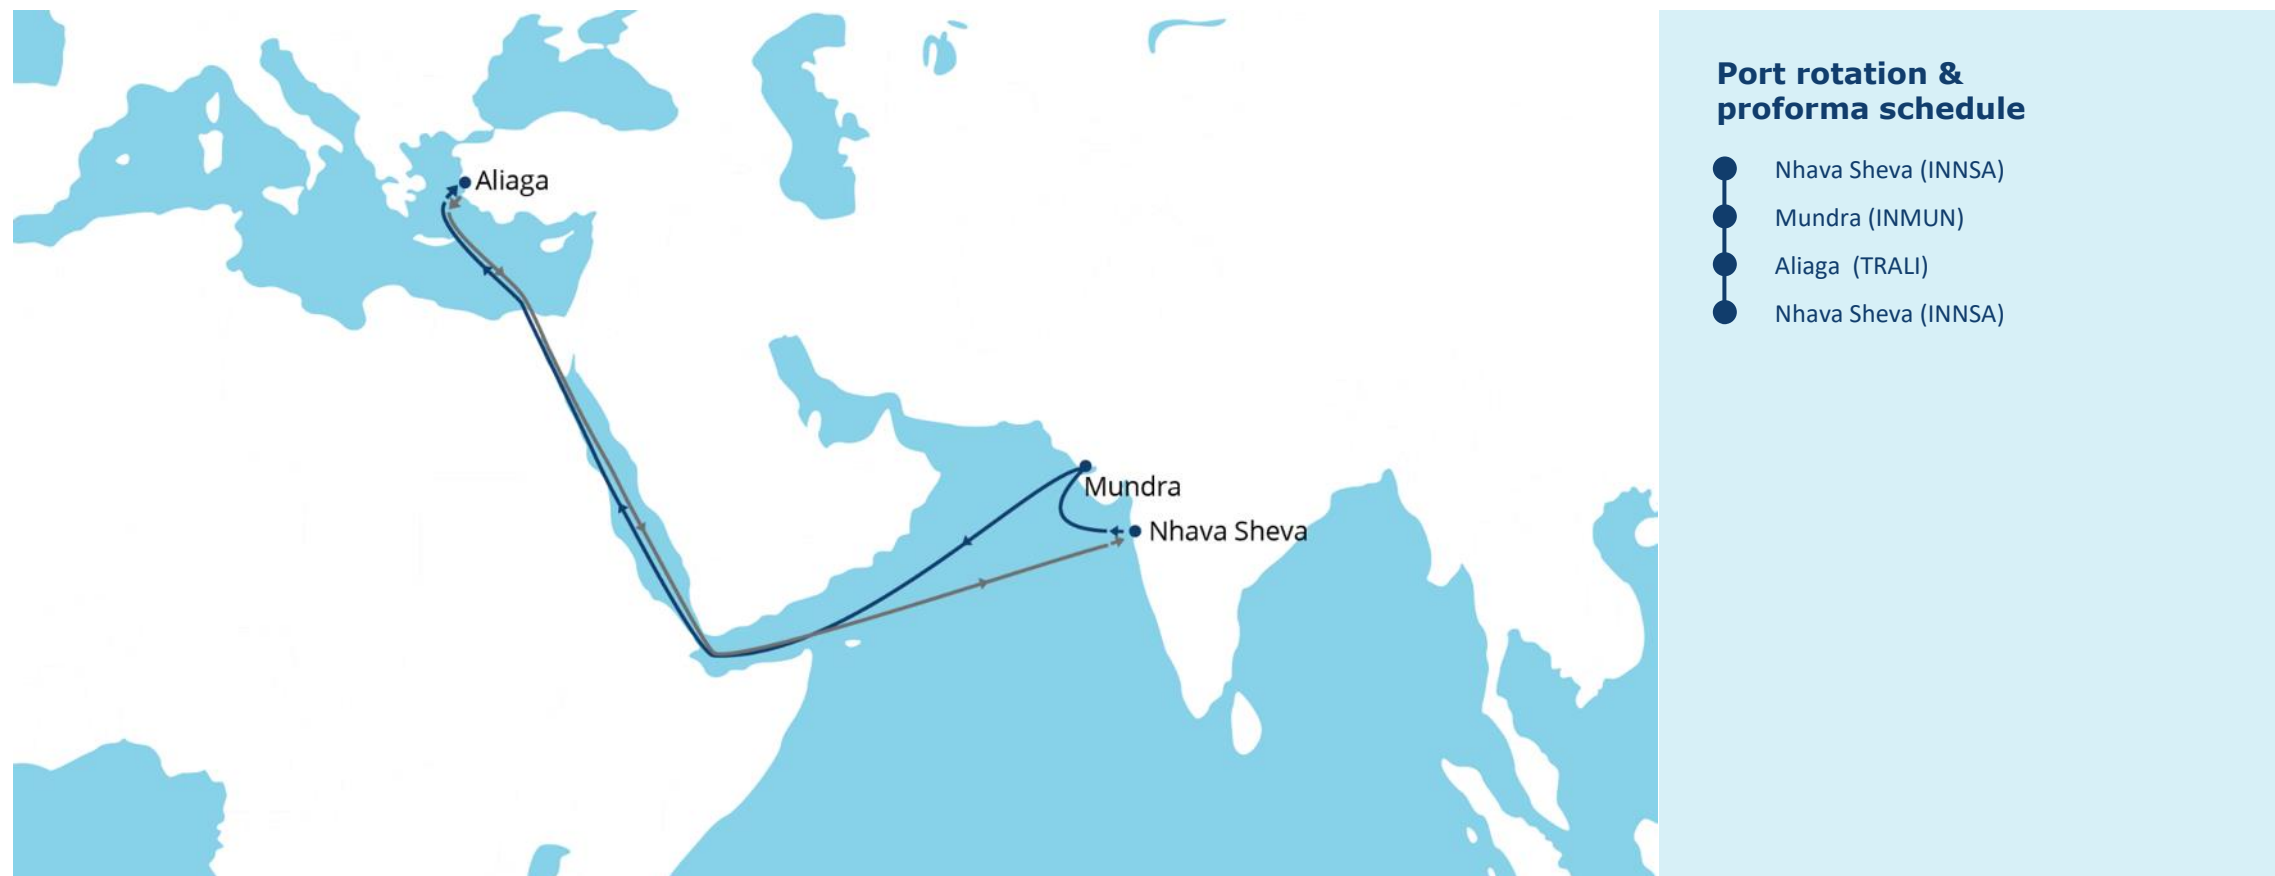 Aliaga
Mundra
Nhava Sheva
Port rotation &
proforma schedule
Nhava Sheva (INNSA)
Mundra (INMUN)
Aliaga  (TRALI)
Nhava Sheva (INNSA)